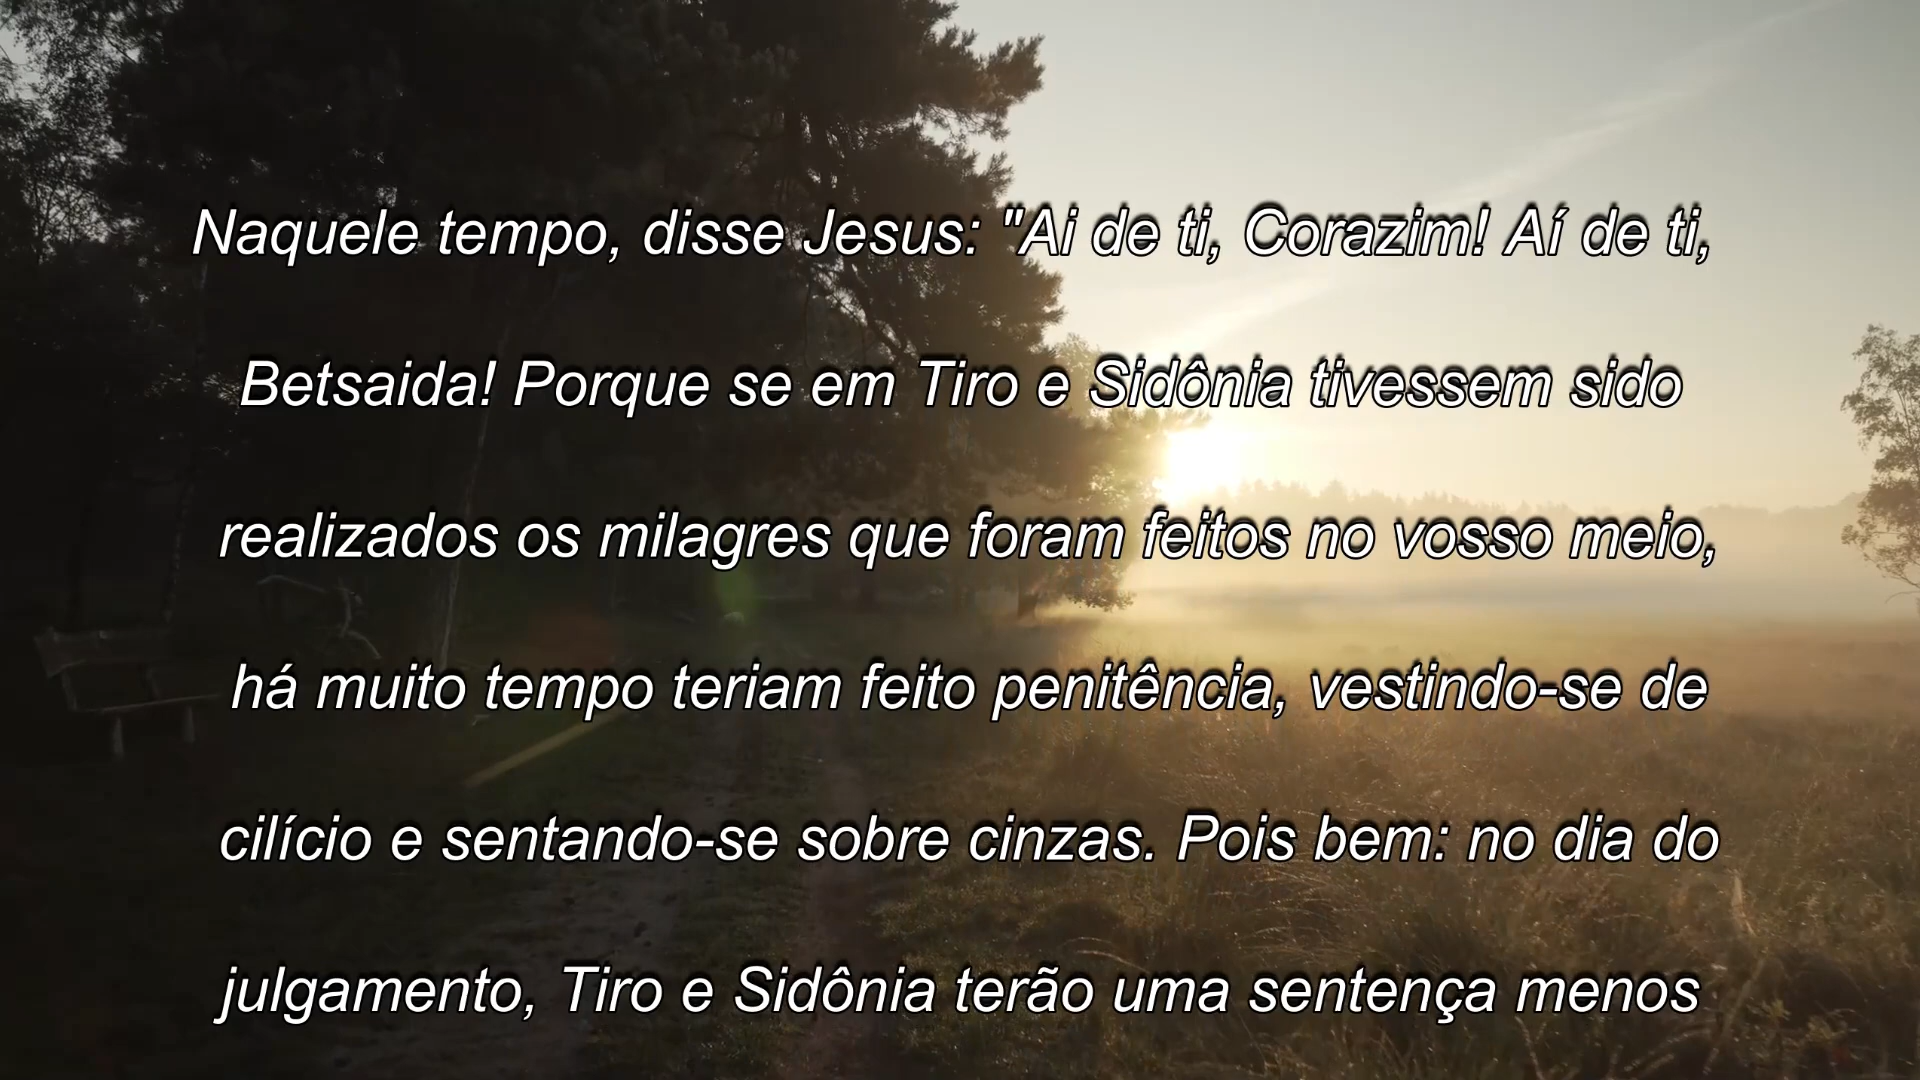 Naquele tempo, disse Jesus: "Ai de ti, Corazim! Aí de ti,
Betsaida! Porque se em Tiro e Sidônia tivessem sido
realizados os milagres que foram feitos no vosso meio,
há muito tempo teriam feito penitência, vestindo-se de
cilício e sentando-se sobre cinzas. Pois bem: no dia do
julgamento, Tiro e Sidônia terão uma sentença menos